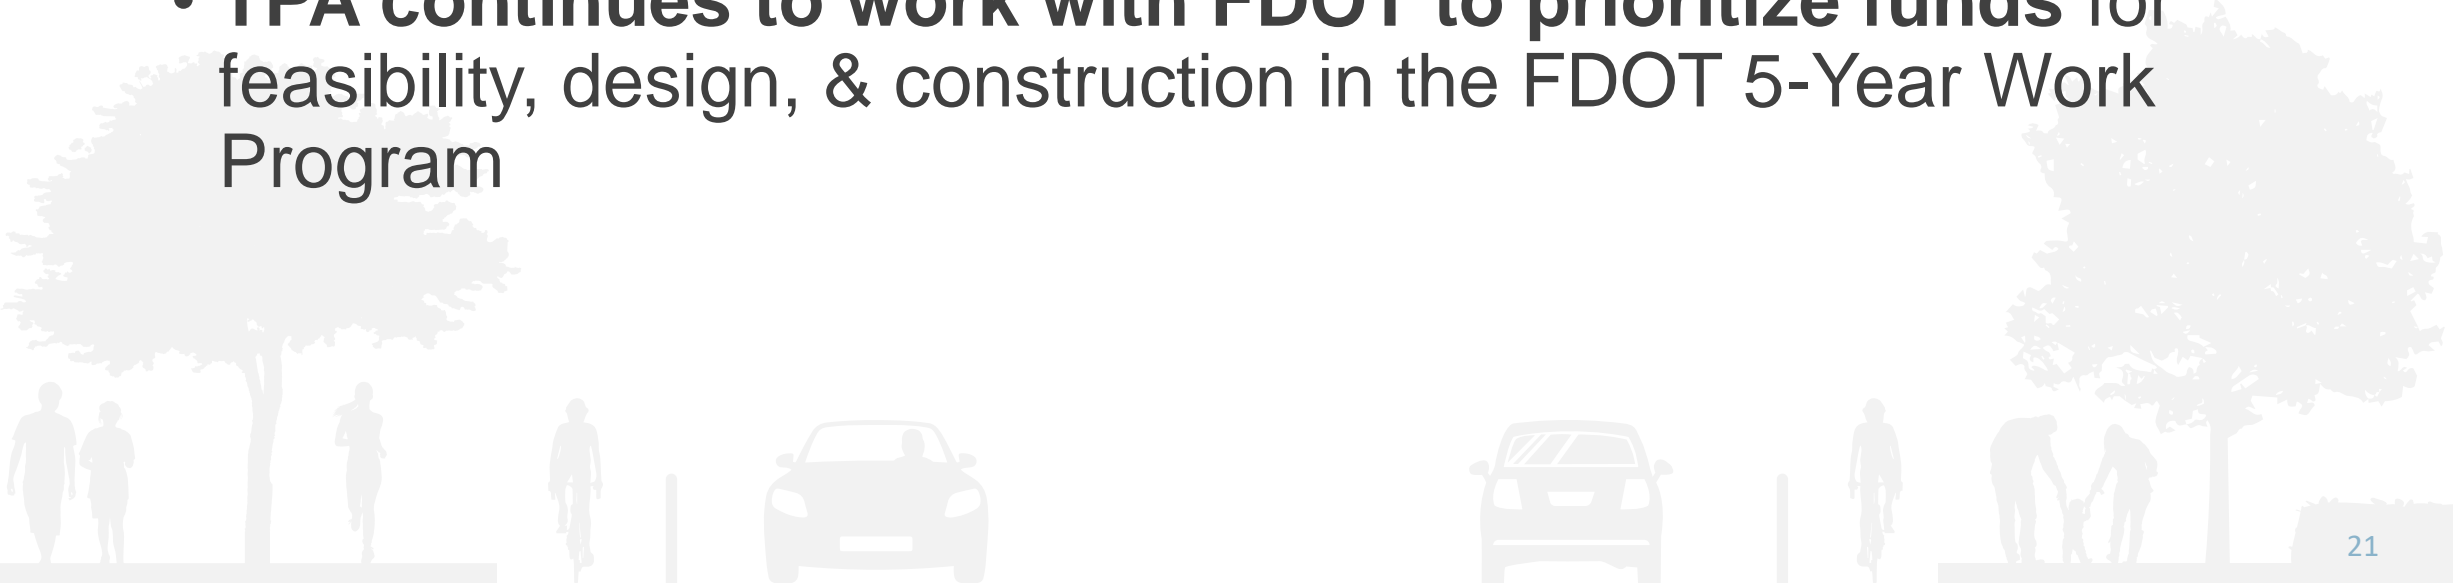 • TPA continues to work with FDOT to prioritize funds for
feasibility, design, & construction in the FDOT 5-Year Work
Program
21